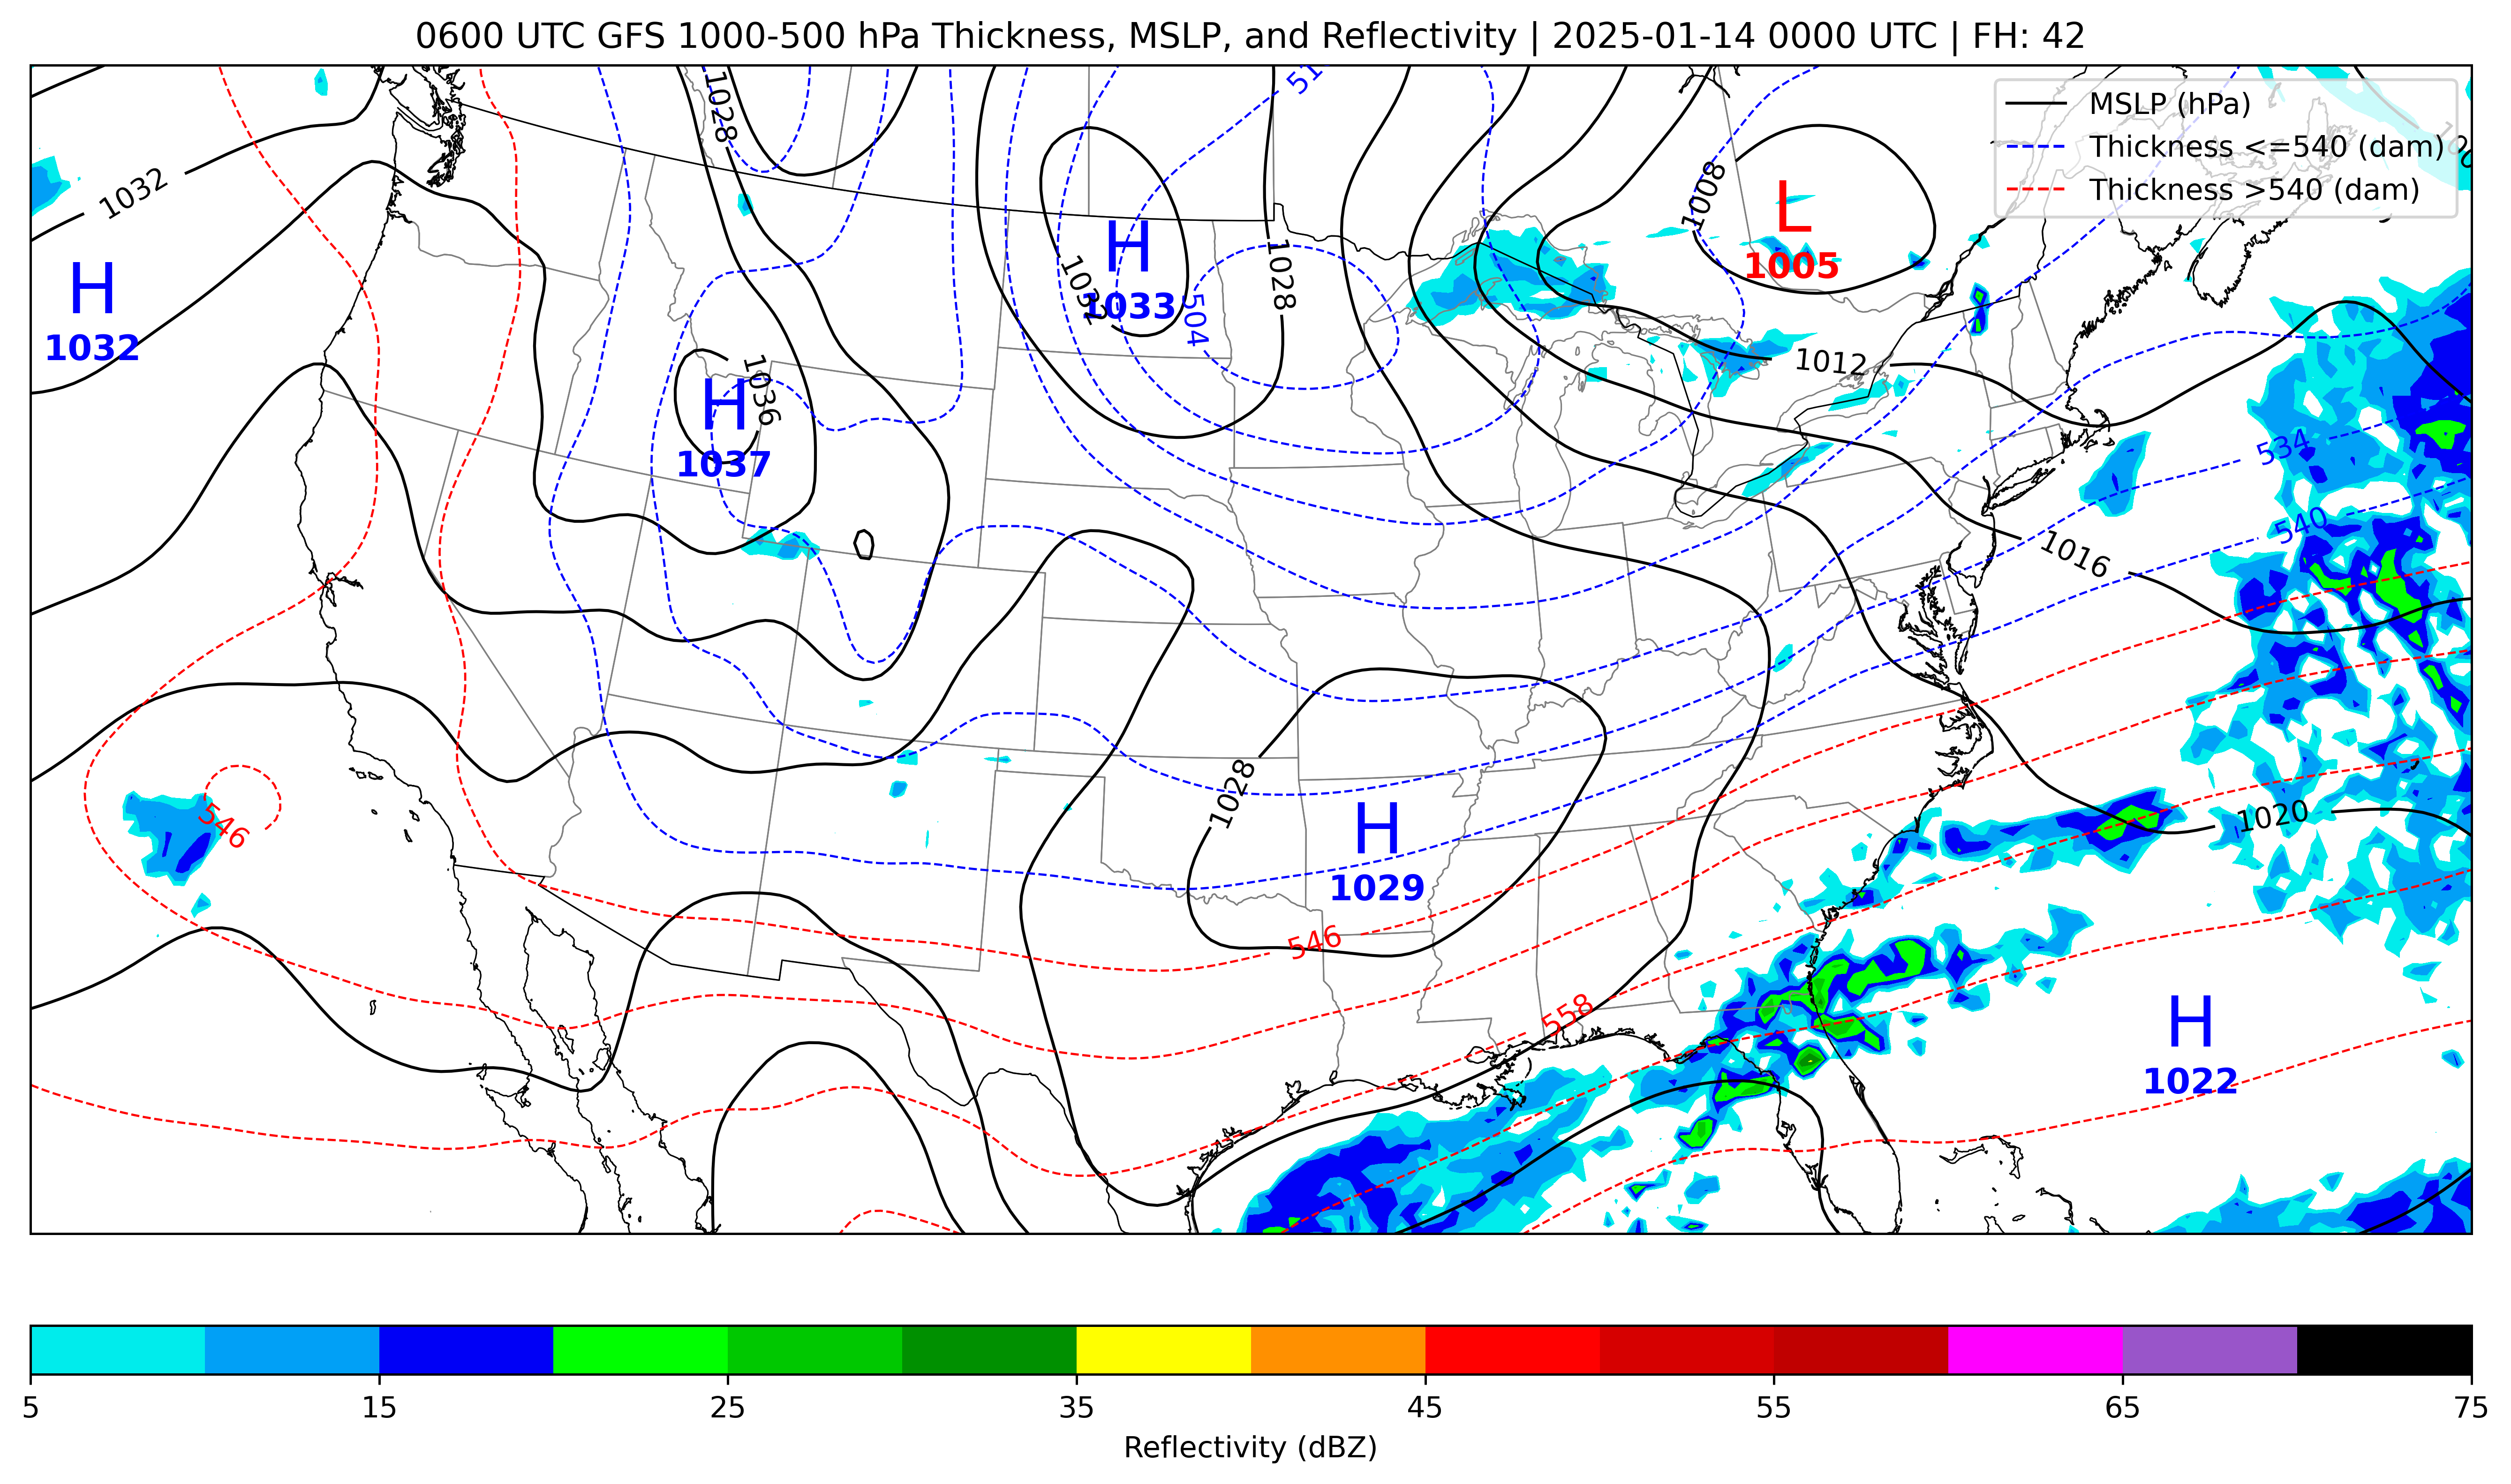 0600 UTC GFS 1000-500 hPa Thickness, MSLP, and Reflectivity | 2025-01-14 0000 UTC | FH: 42
MSLP (hPa)
Thickness <=540 (dam)
Thickness >540 (dam)
1028
51
1032
1008
L
1005
H
1033
1032
504
1028
H
1032
1036
H
1037
1012
534
540
1016
546
1028
H
1029
1020
546
558
H
1022
5
15
25
35
45
55
65
75
Reflectivity (dBZ)